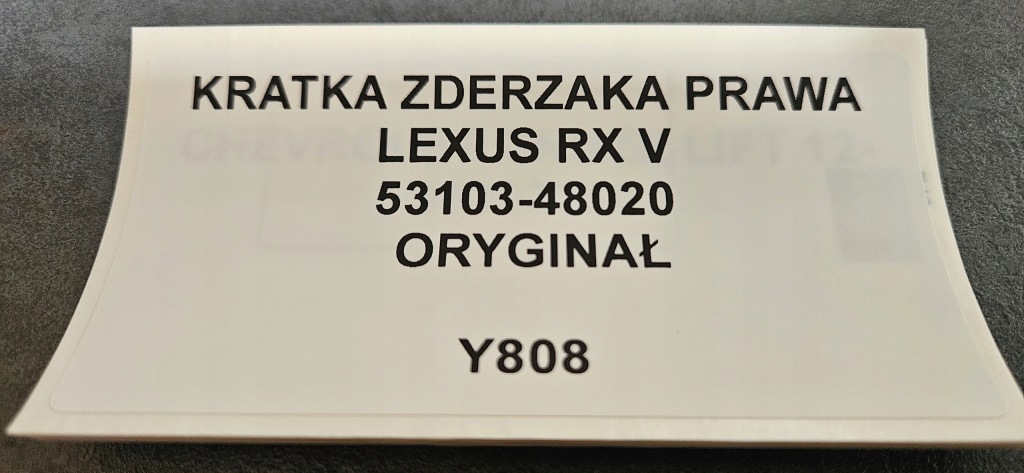 KRATKA ZDERZAKA PRAWA
LEXUS RX V
53103-48020
ORYGINAŁ
Y808